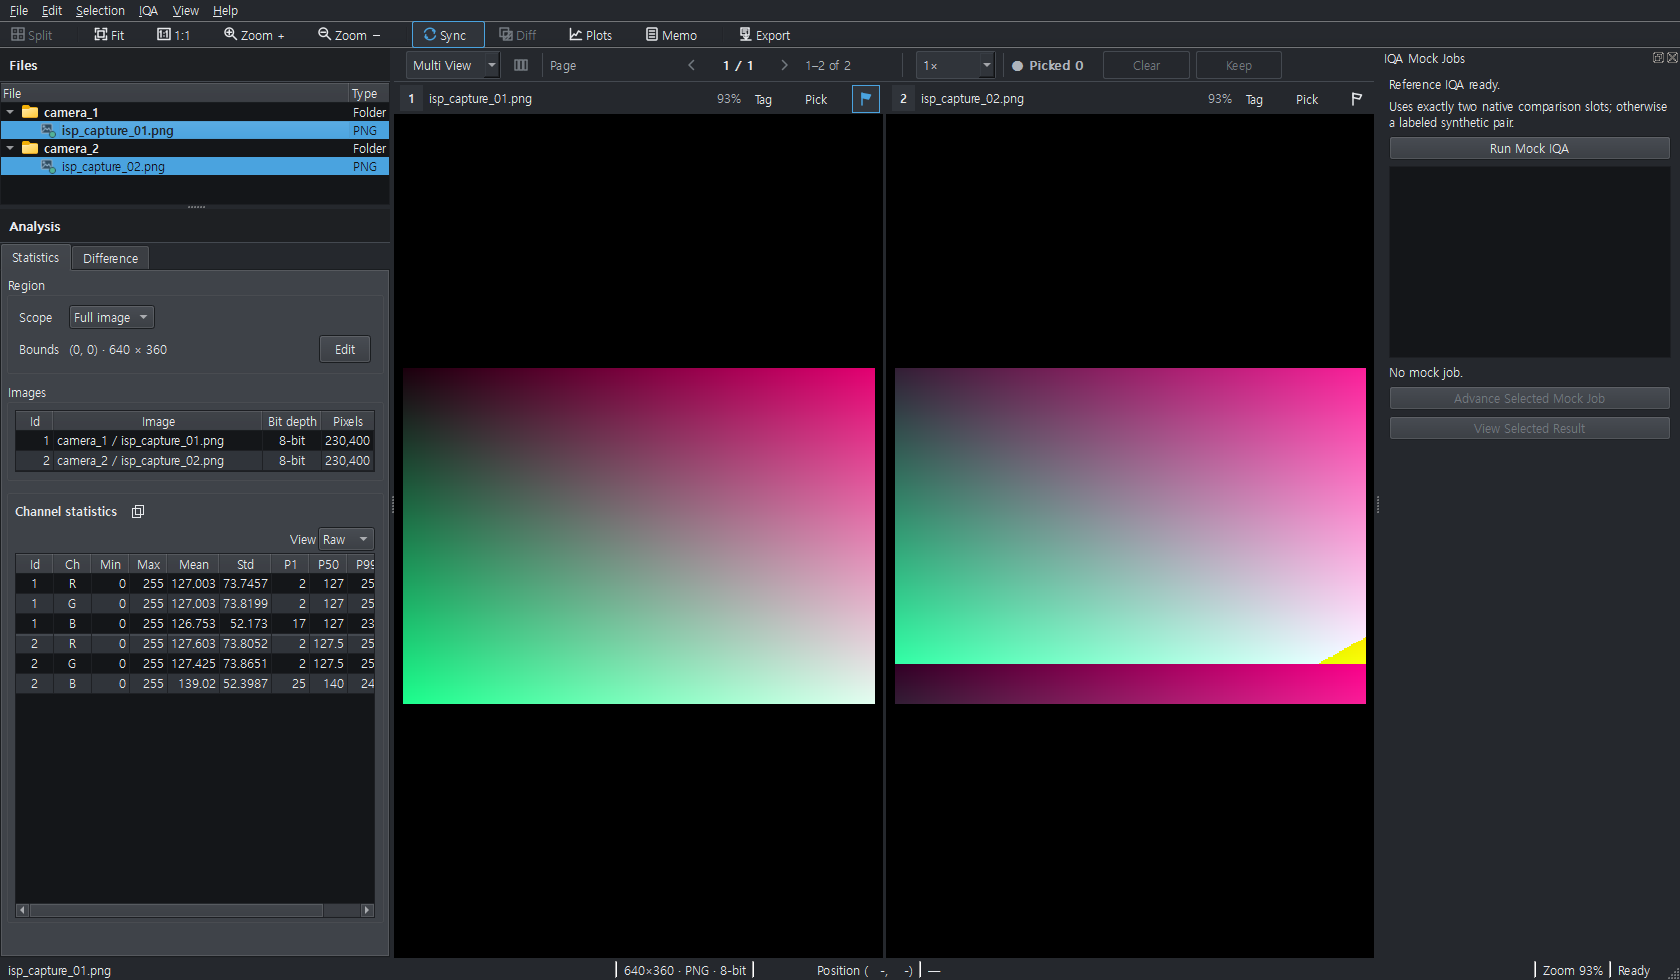 File Edit Selection IQA View Help
Split Fit 1:1 Zoom + Zoom − Sync Diff Plots Memo Export
Files
File Type
camera_1 Folder
isp_capture_01.png PNG
camera_2 Folder
isp_capture_02.png PNG
Analysis
Statistics Difference
Region
Scope Full image
Bounds (0, 0) · 640 × 360 Edit
Images
Id Image Bit depth Pixels
1 camera_1 / isp_capture_01.png 8-bit 230,400
2 camera_2 / isp_capture_02.png 8-bit 230,400
Channel statistics
View Raw
Id Ch Min Max Mean Std P1 P50 P99
1 R 0 255 127.003 73.7457 2 127 25
1 G 0 255 127.003 73.8199 2 127 25
1 B 0 255 126.753 52.173 17 127 23
2 R 0 255 127.603 73.8052 2 127.5 25
2 G 0 255 127.425 73.8651 2 127.5 25
2 B 0 255 139.02 52.3987 25 140 24
Multi View Page 1 / 1 1–2 of 2 1× Picked 0 Clear Keep
1 isp_capture_01.png 93% Tag Pick
2 isp_capture_02.png 93% Tag Pick
IQA Mock Jobs
Reference IQA ready.
Uses exactly two native comparison slots; otherwise
a labeled synthetic pair.
Run Mock IQA
No mock job.
Advance Selected Mock Job
View Selected Result
isp_capture_01.png 640×360 · PNG · 8-bit Position ( -, -) — Zoom 93% Ready